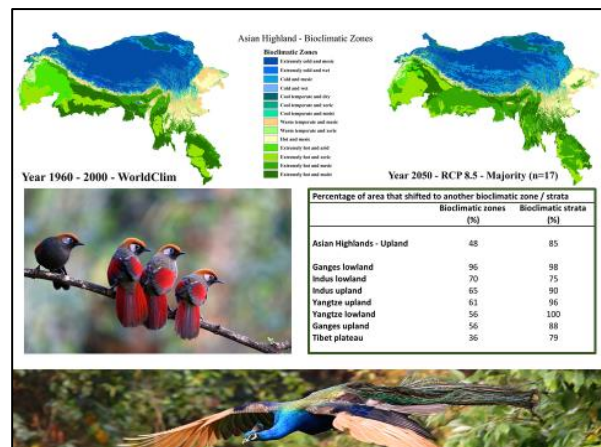 Asian Highland - Bioclimatic Zones
Bioclimatic Zones
Extremely cold and mesic
Extremely cold and wet
Cold and mesic
Cold and wet
Cool temperate and dry
Cool temperate and xeric
Cool temperate and moist
Warm temperate and mesic
Warm temperate and xeric
Hot and mesic
Extremely hot and arid
Extremely hot and xeric
Extremely hot and mesic
Extremely hot and moist
Year 1960 - 2000 - WorldClim
Year 2050 - RCP 8.5 - Majority (n=17)
Percentage of area that shifted to another bioclimatic zone / strata
Bioclimatic zones (%) Bioclimatic strata (%)
Asian Highlands - Upland 48 85
Ganges lowland 96 98
Indus lowland 70 75
Indus upland 65 90
Yangtze upland 61 96
Yangtze lowland 56 100
Ganges upland 56 88
Tibet plateau 36 79